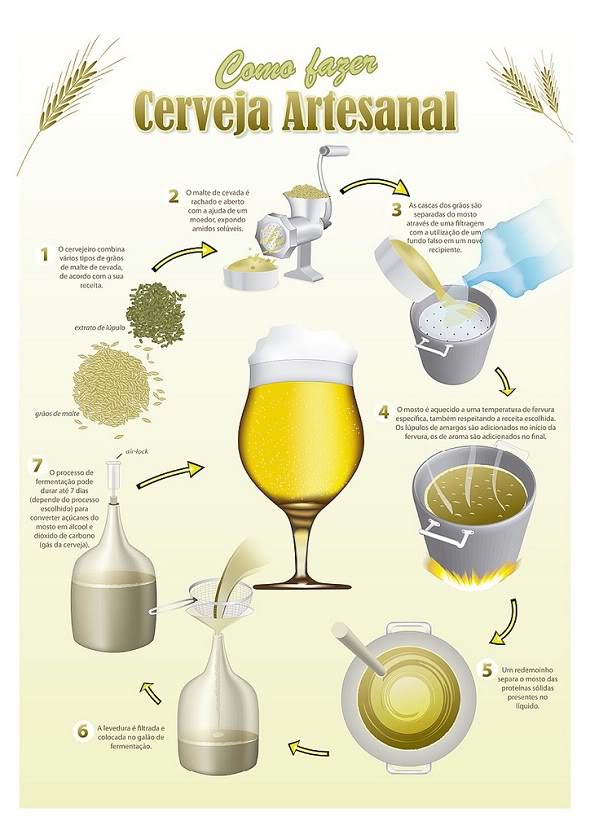 Como fazer
Cerveja Artesanal
1
O cervejeiro combina
vários tipos de grãos
de malte de cevada,
de acordo com a sua
receita.
extrato de lúpulo
grãos de malte
2
O malte de cevada é
rachado e aberto
com a ajuda de um
moedor, expondo
amidos solúveis.
3
As cascas dos grãos são
separadas do mosto
através de uma filtragem
com a utilização de um
fundo falso em um novo
recipiente.
4
O mosto é aquecido a uma temperatura de fervura
específica, também respeitando a receita escolhida.
Os lúpulos de amargos são adicionados no início da
fervura, os de aroma são adicionados no final.
5
Um redemoinho
separa o mosto das
proteínas sólidas
presentes no
líquido.
6
A levedura é filtrada e
colocada no galão de
fermentação.
7
air-lock
O processo de
fermentação pode
durar até 7 dias
(depende do processo
escolhido) para
converter açúcares do
mosto em álcool e
dióxido de carbono
(gás da cerveja).